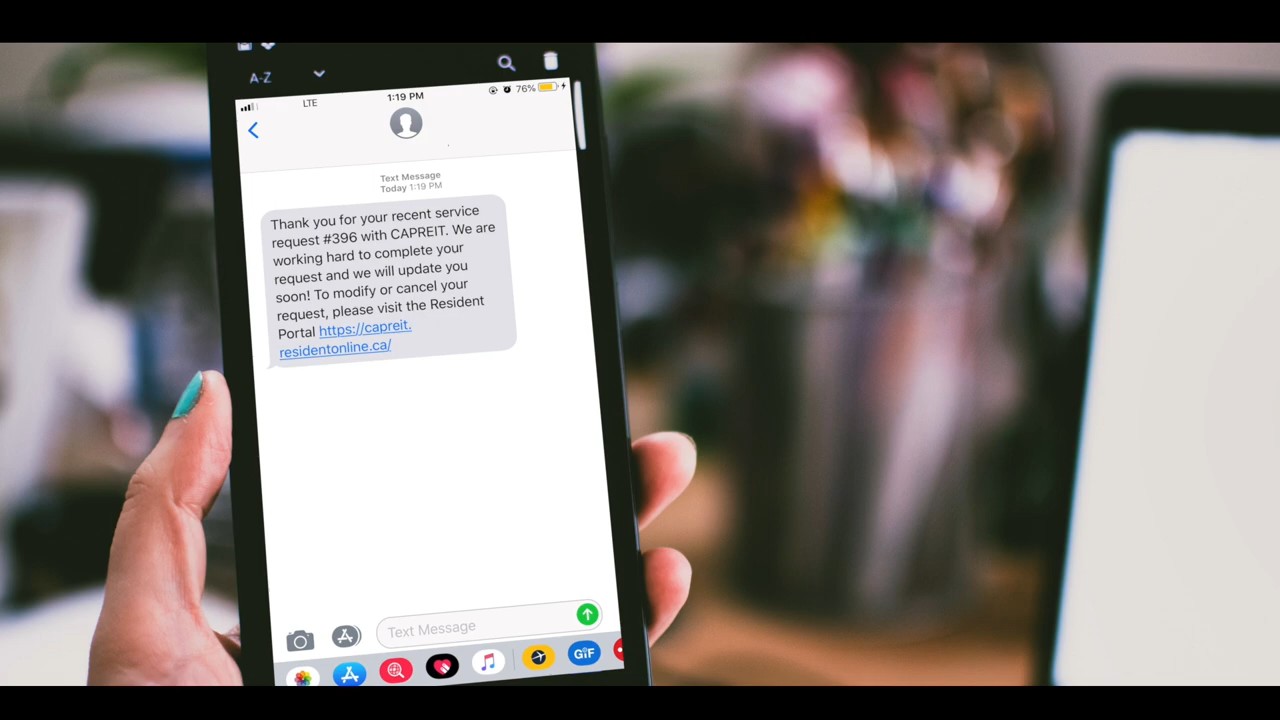 A-Z
LTE 1:19 PM 76%
Text Message
Today 1:19 PM
Thank you for your recent service
request #396 with CAPREIT. We are
working hard to complete your
request and we will update you
soon! To modify or cancel your
request, please visit the Resident
Portal https://capreit.
residentonline.ca/
Text Message
GIF